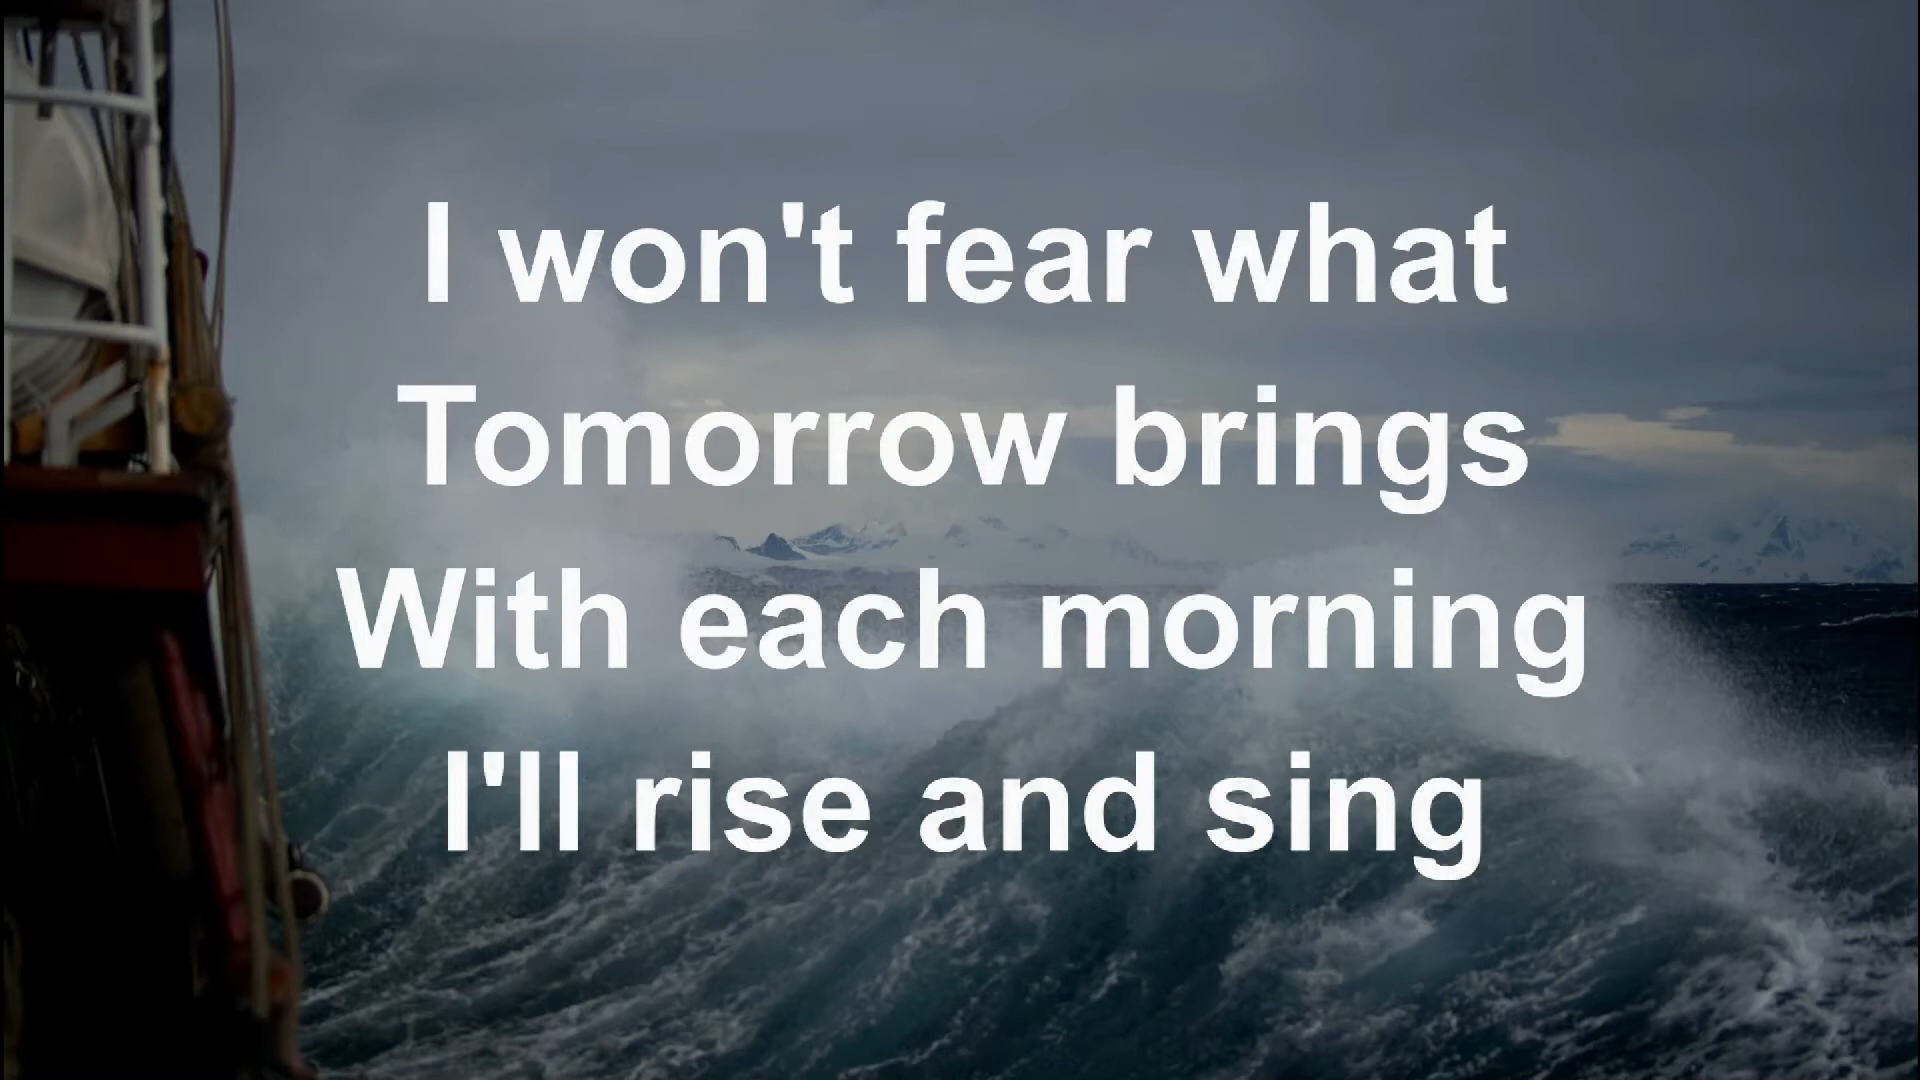 I won't fear what
Tomorrow brings
With each morning
I'll rise and sing